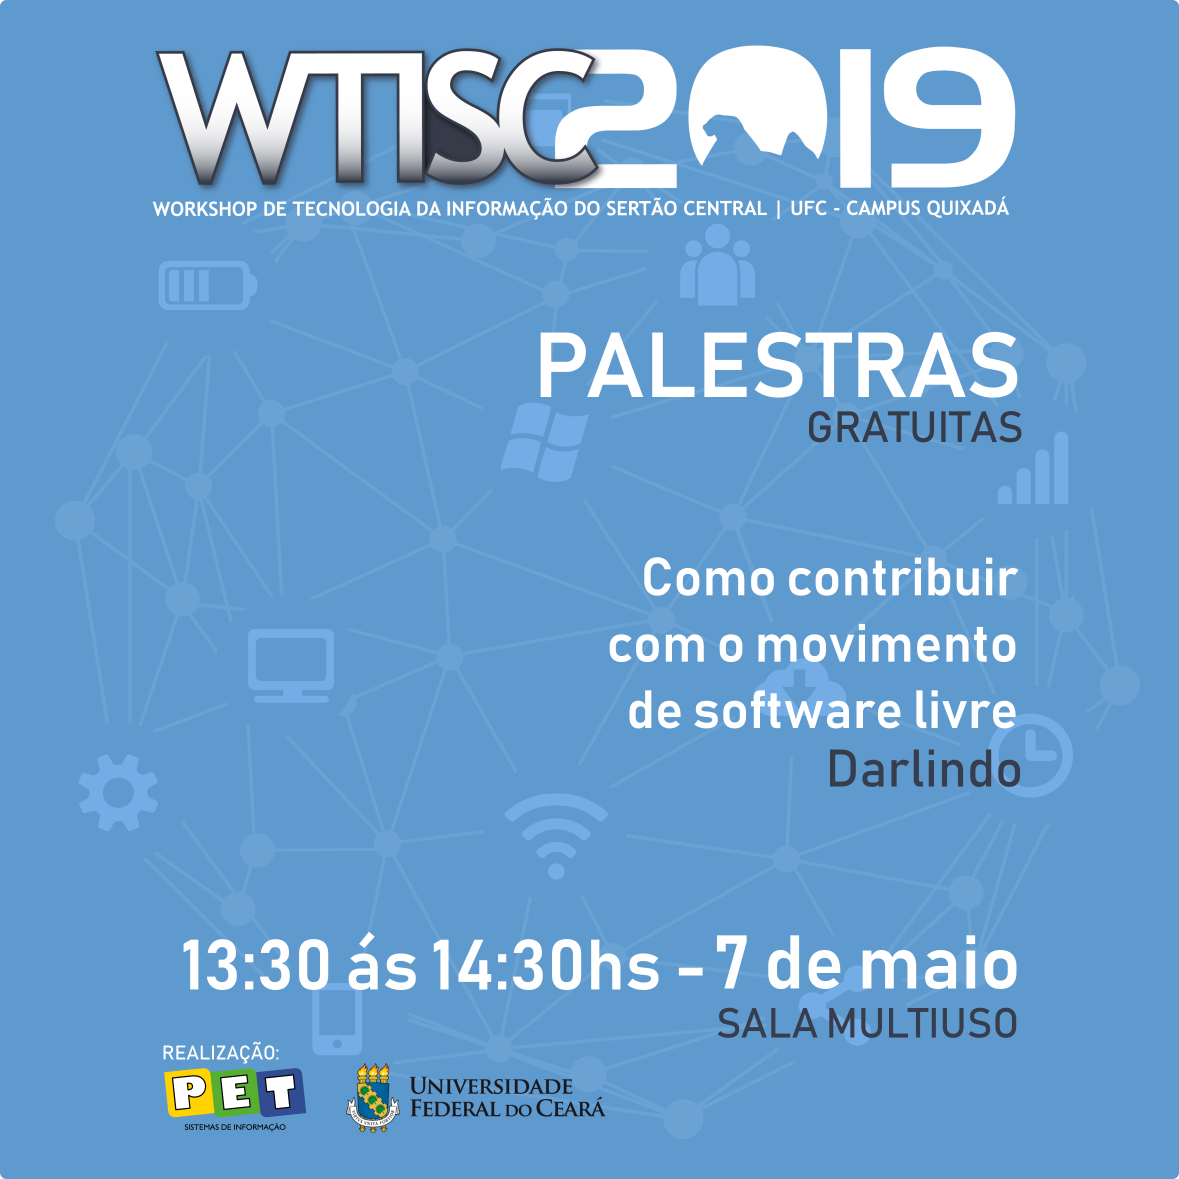 WTISC2019
WORKSHOP DE TECNOLOGIA DA INFORMAÇÃO DO SERTÃO CENTRAL | UFC - CAMPUS QUIXADÁ
PALESTRAS
GRATUITAS
Como contribuir
com o movimento
de software livre
Darlindo
13:30 ás 14:30hs - 7 de maio
SALA MULTIUSO
REALIZAÇÃO:
PET
SISTEMAS DE INFORMAÇÃO
UNIVERSIDADE
FEDERAL DO CEARÁ